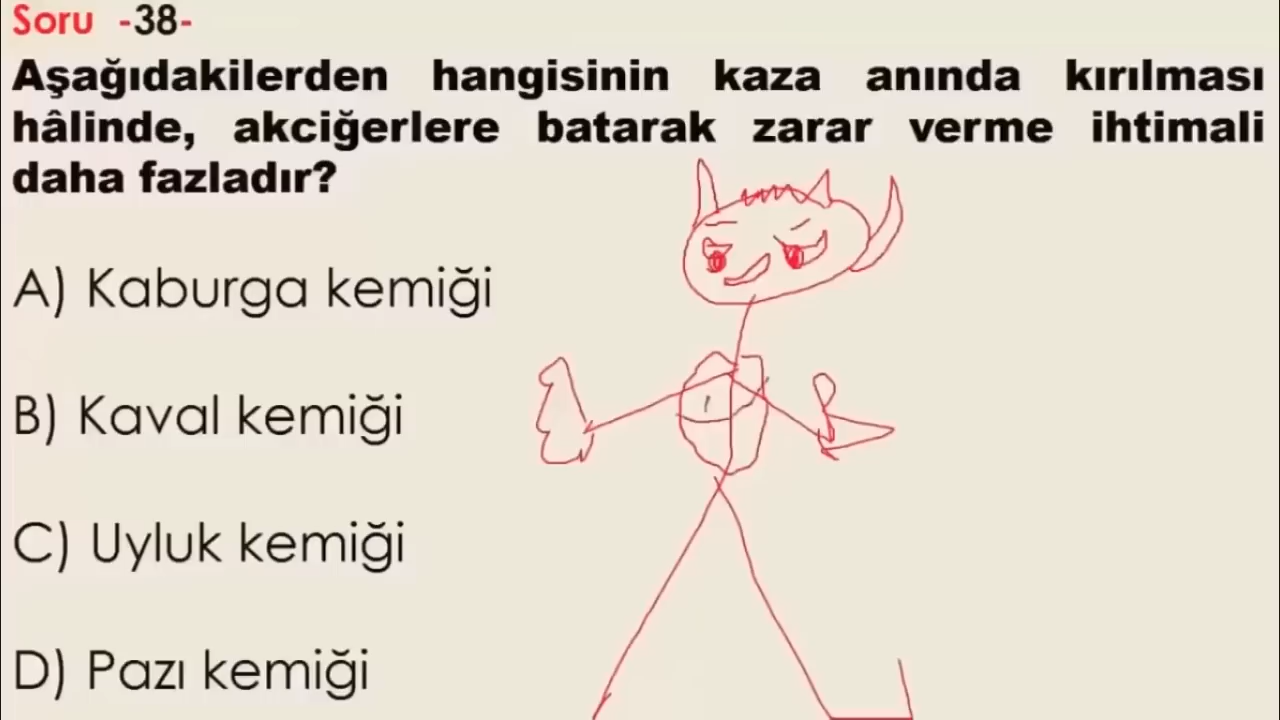 Soru -38-
Aşağıdakilerden hangisinin kaza anında kırılması
hâlinde, akciğerlere batarak zarar verme ihtimali
daha fazladır?
A) Kaburga kemiği
B) Kaval kemiği
C) Uyluk kemiği
D) Pazı kemiği